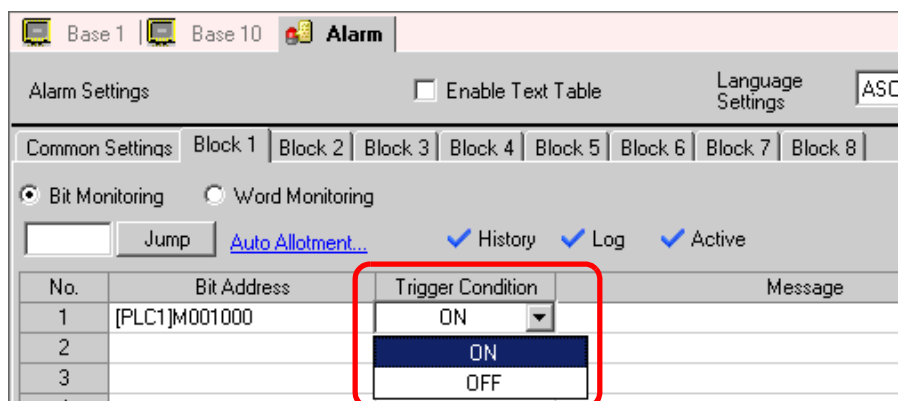 Base 1 Base 10 Alarm
Alarm Settings Enable Text Table Language Settings ASC
Common Settings Block 1 Block 2 Block 3 Block 4 Block 5 Block 6 Block 7 Block 8
Bit Monitoring Word Monitoring
Jump Auto Allotment... History Log Active
No. Bit Address Trigger Condition Message
1 [PLC1]M001000 ON
2 ON
3 OFF